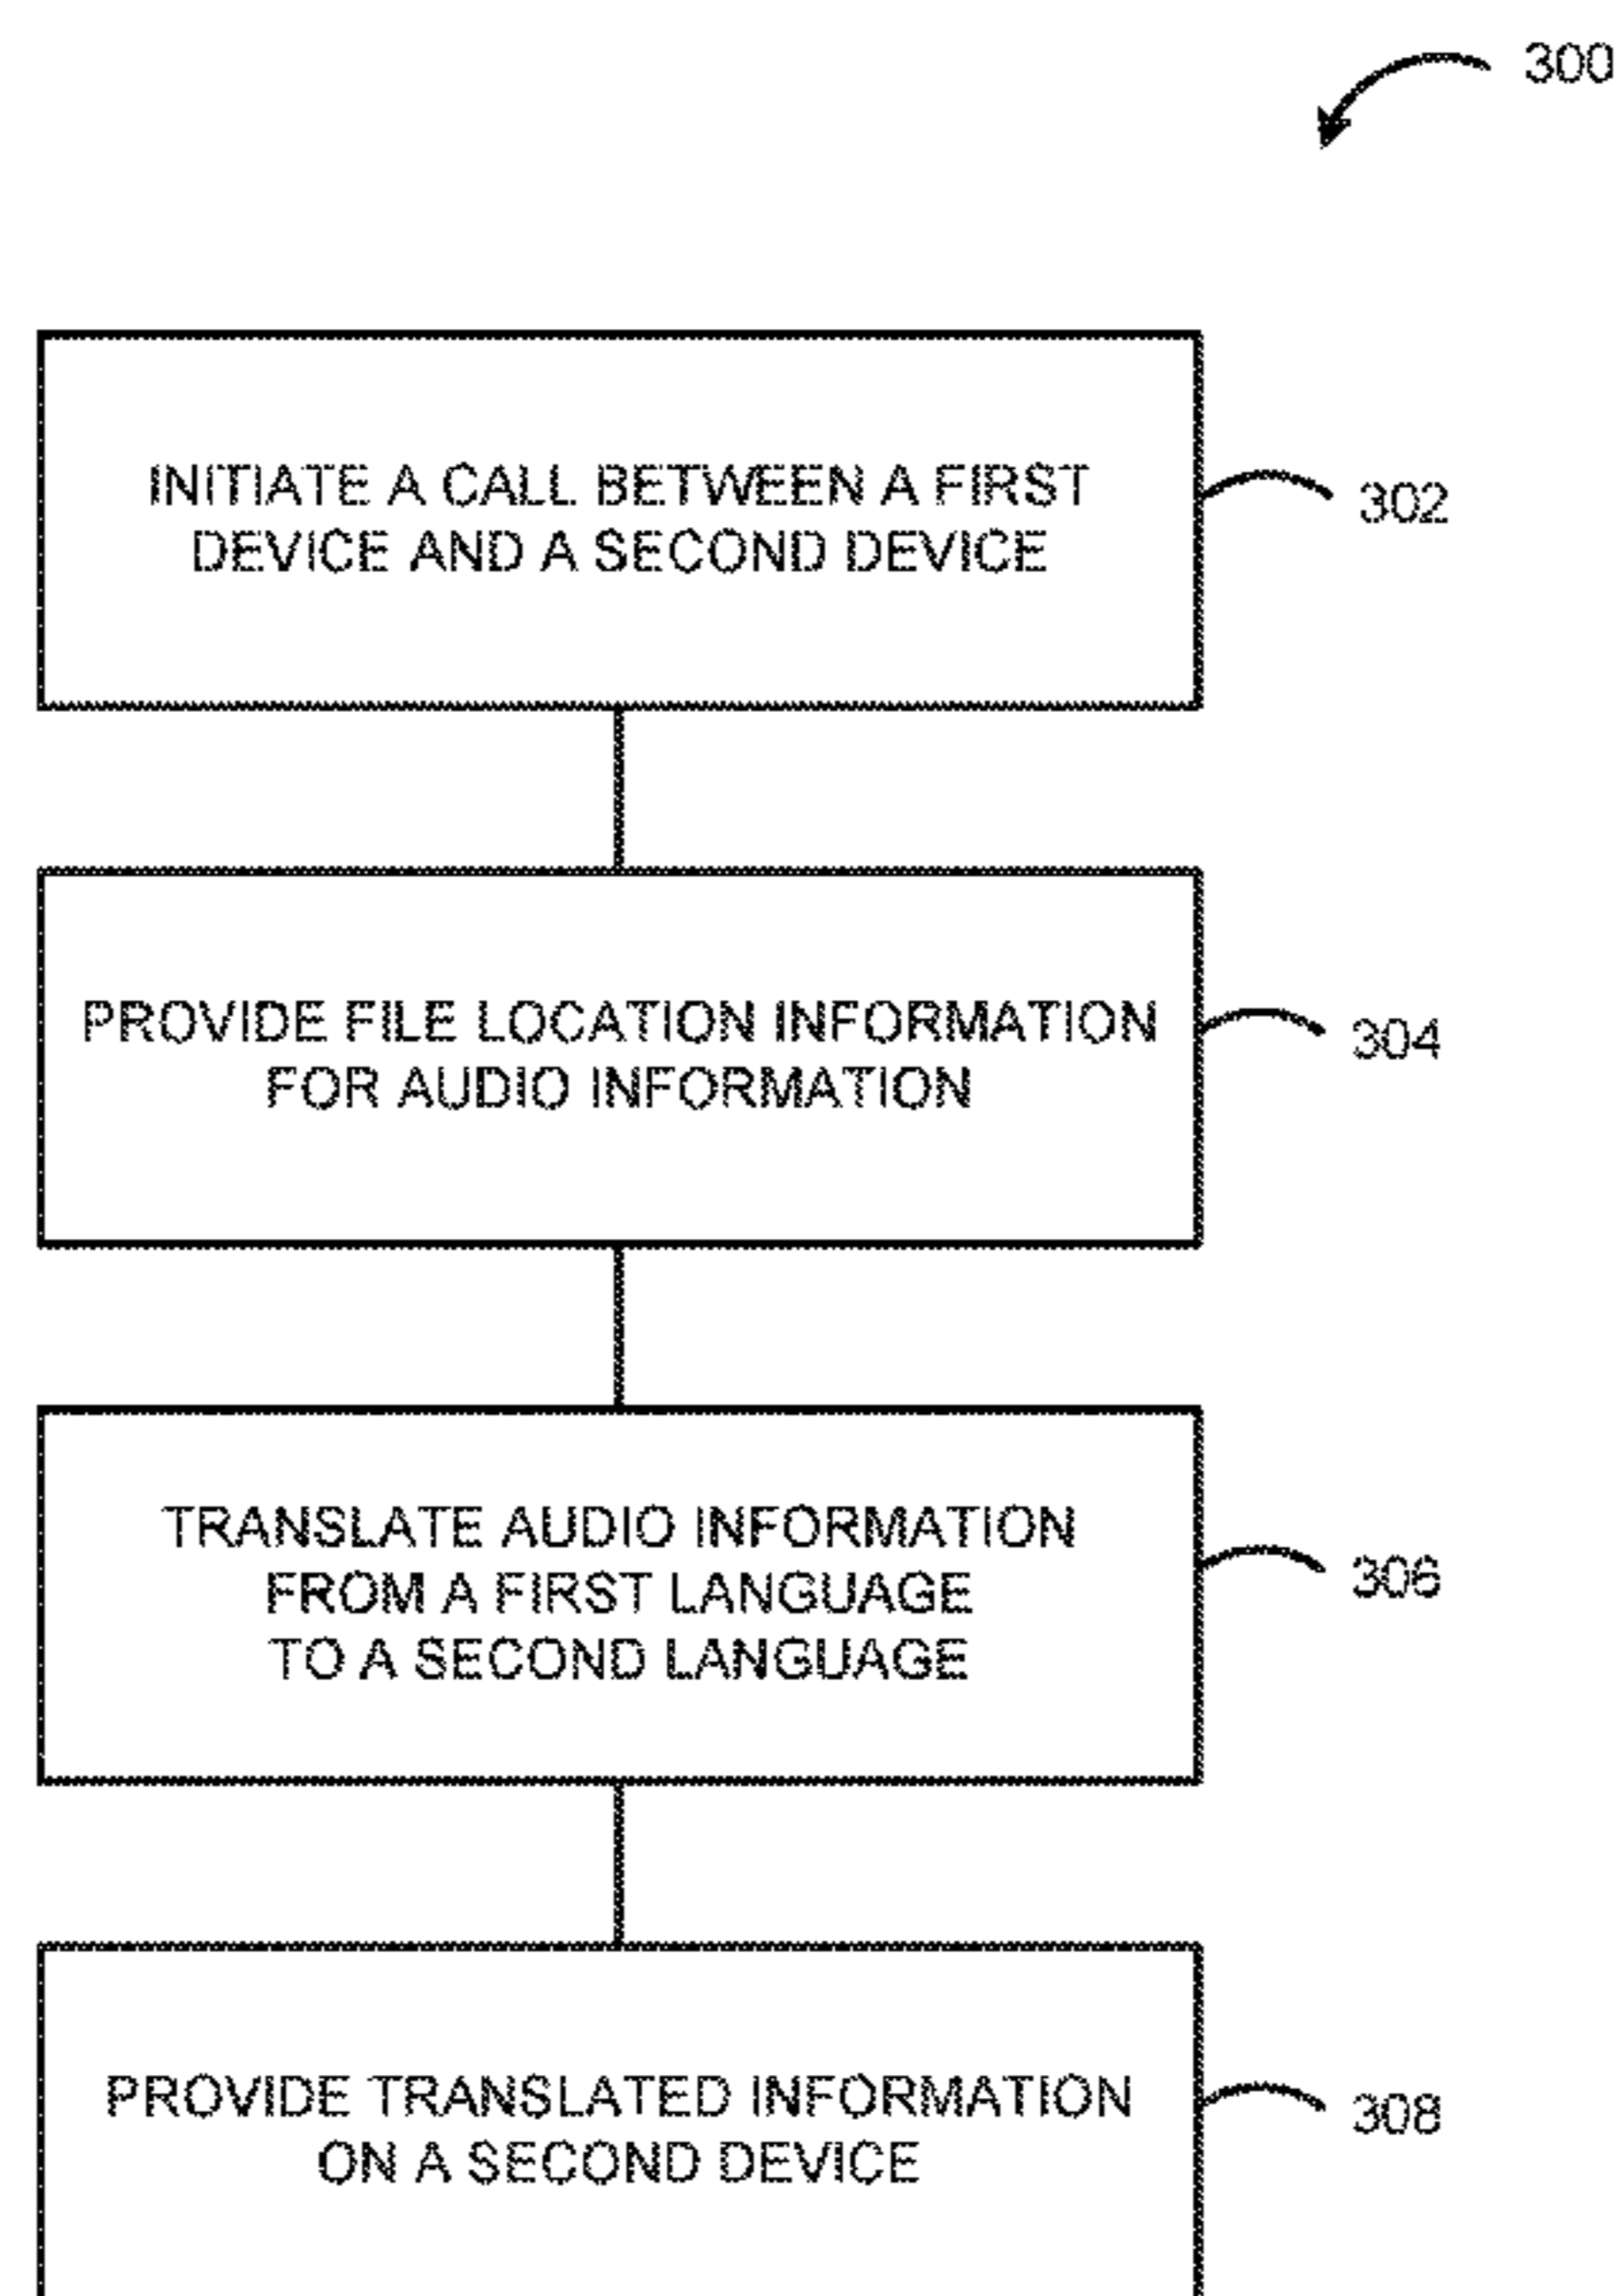 300
INITIATE A CALL BETWEEN A FIRST
DEVICE AND A SECOND DEVICE
302
PROVIDE FILE LOCATION INFORMATION
FOR AUDIO INFORMATION
304
TRANSLATE AUDIO INFORMATION
FROM A FIRST LANGUAGE
TO A SECOND LANGUAGE
306
PROVIDE TRANSLATED INFORMATION
ON A SECOND DEVICE
308